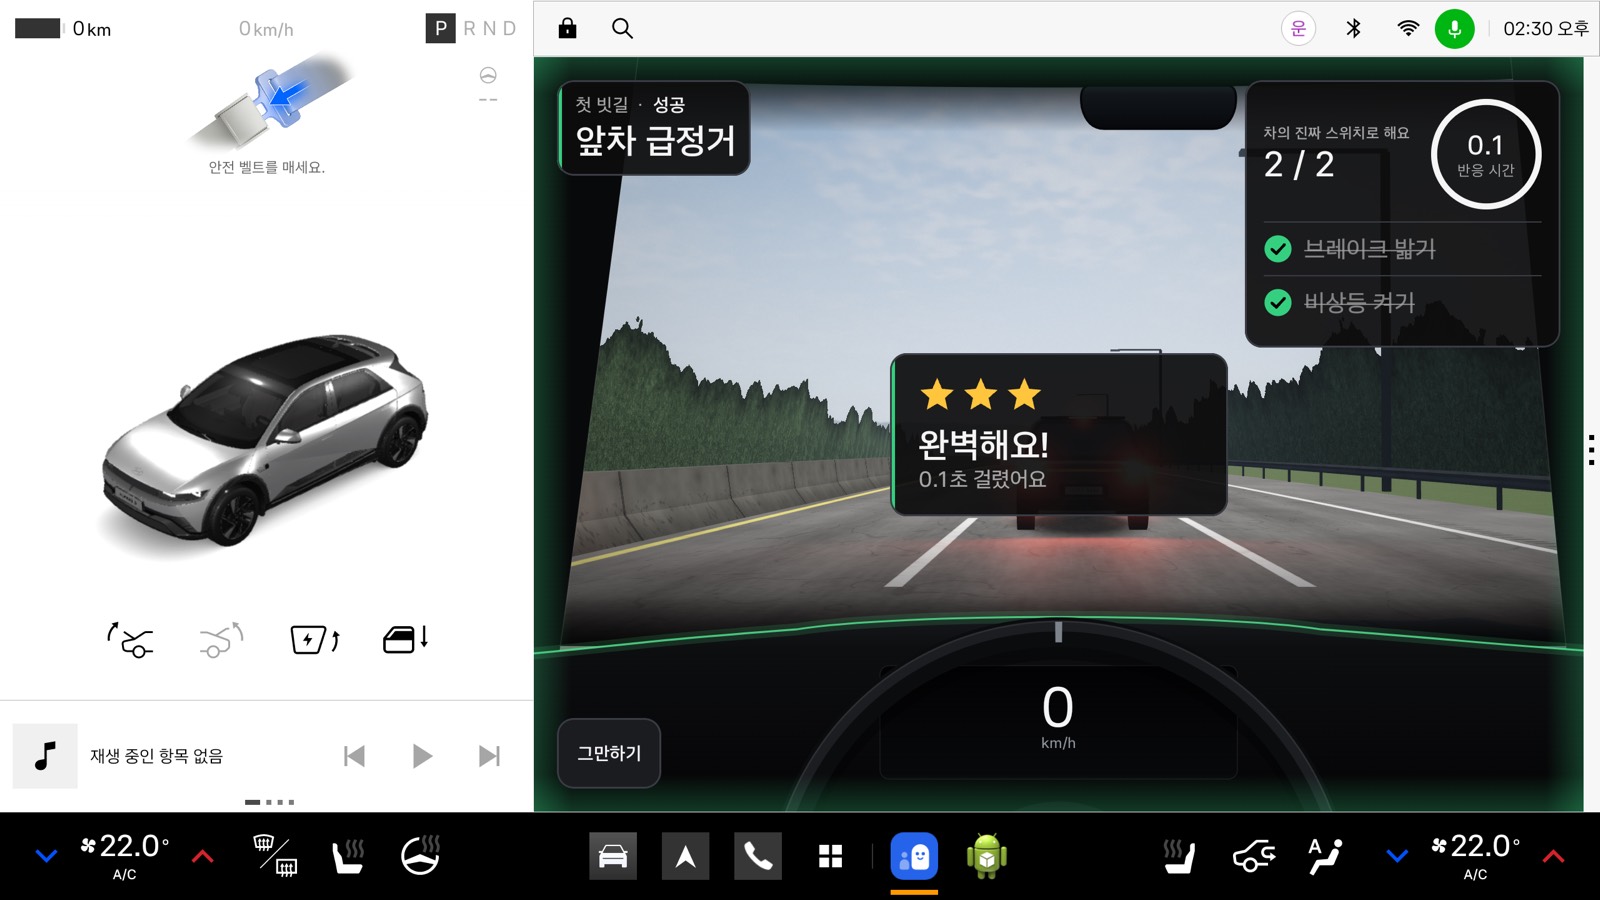 0 km
0 km/h
P R N D
--
안전 벨트를 매세요.
재생 중인 항목 없음
운
02:30 오후
첫 빗길 · 성공
앞차 급정거
차의 진짜 스위치로 해요
2 / 2
0.1
반응 시간
브레이크 밟기
비상등 켜기
완벽해요!
0.1초 걸렸어요
0
km/h
그만하기
22.0°
A/C
A
22.0°
A/C